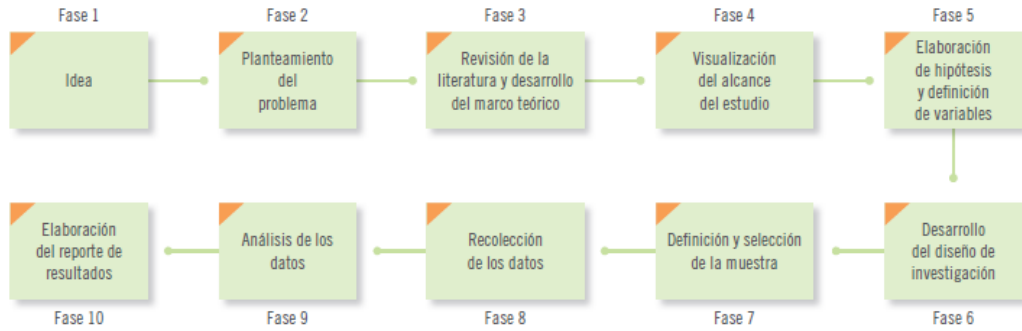 Fase 1
Idea
Fase 2
Planteamiento
del
problema
Fase 3
Revisión de la
literatura y desarrollo
del marco teórico
Fase 4
Visualización
del alcance
del estudio
Fase 5
Elaboración
de hipótesis
y definición
de variables
Desarrollo
del diseño de
investigación
Fase 6
Definición y selección
de la muestra
Fase 7
Recolección
de los datos
Fase 8
Análisis de los
datos
Fase 9
Elaboración
del reporte de
resultados
Fase 10